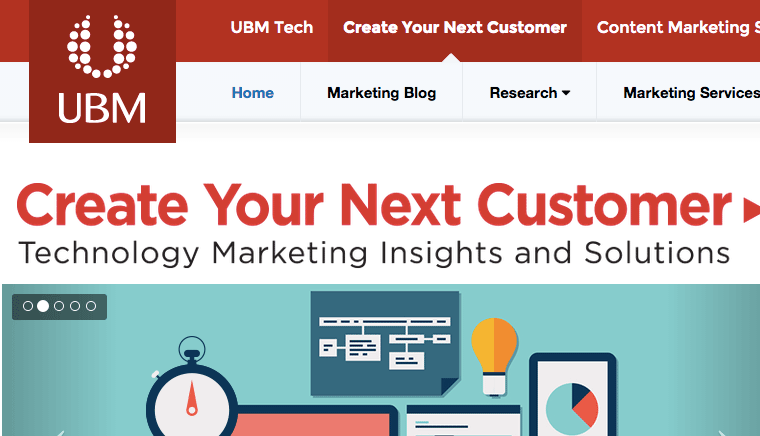 UBM
UBM Tech Create Your Next Customer Content Marketing S
Home Marketing Blog Research Marketing Services
Create Your Next Customer
Technology Marketing Insights and Solutions